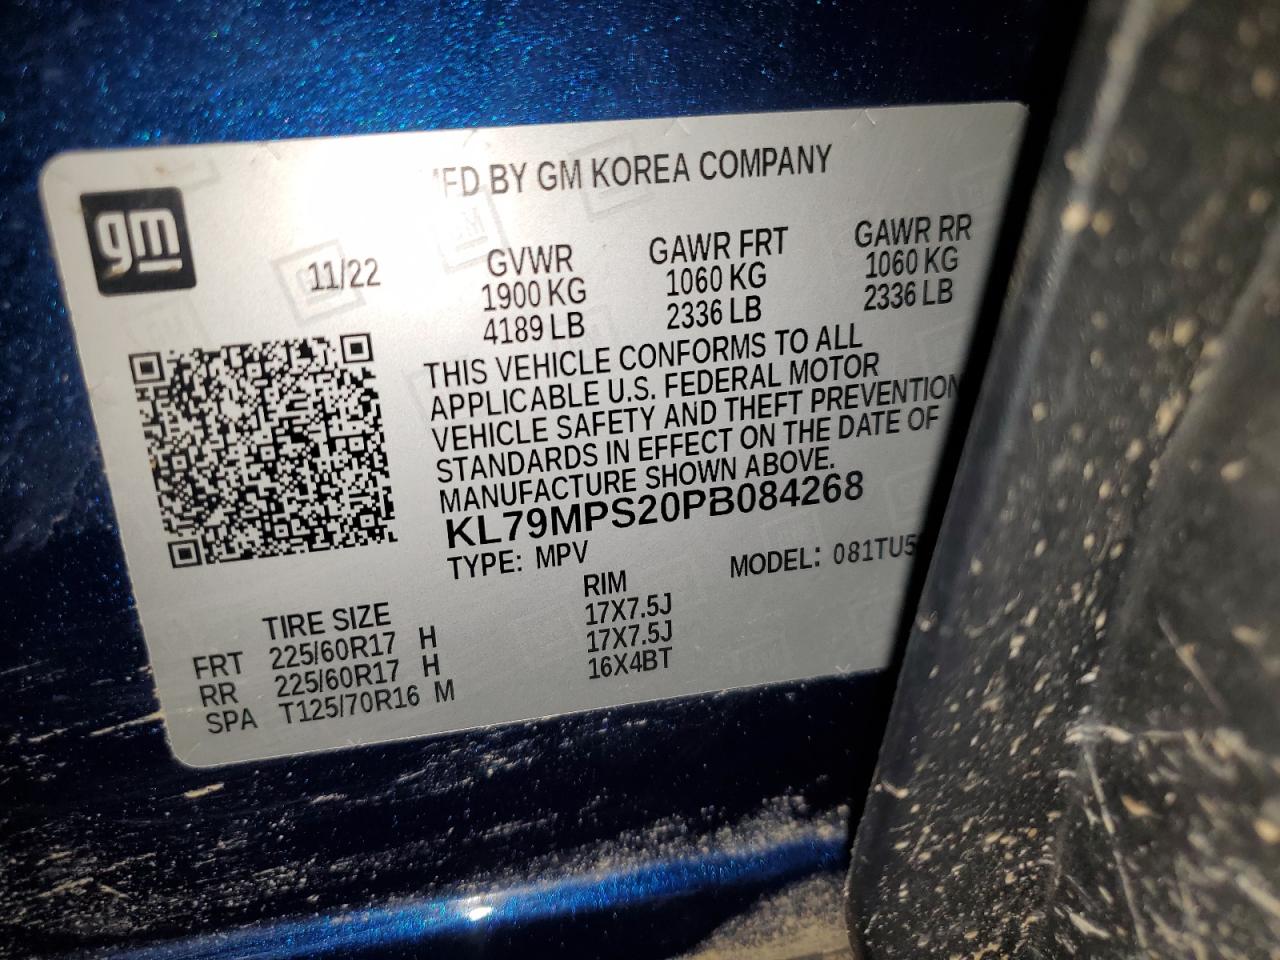 MFD BY GM KOREA COMPANY
gm
11/22
GVWR GAWR FRT GAWR RR
1900 KG 1060 KG 1060 KG
4189 LB 2336 LB 2336 LB
THIS VEHICLE CONFORMS TO ALL
APPLICABLE U.S. FEDERAL MOTOR
VEHICLE SAFETY AND THEFT PREVENTION
STANDARDS IN EFFECT ON THE DATE OF
MANUFACTURE SHOWN ABOVE.
KL79MPS20PB084268
TYPE: MPV MODEL: 081TU5
TIRE SIZE RIM
FRT 225/60R17 H 17X7.5J
RR 225/60R17 H 17X7.5J
SPA T125/70R16 M 16X4BT